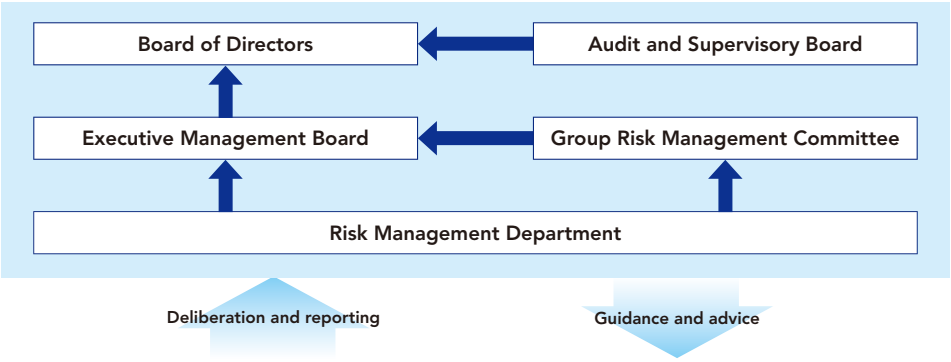 Board of Directors
Audit and Supervisory Board
Executive Management Board
Group Risk Management Committee
Risk Management Department
Deliberation and reporting
Guidance and advice